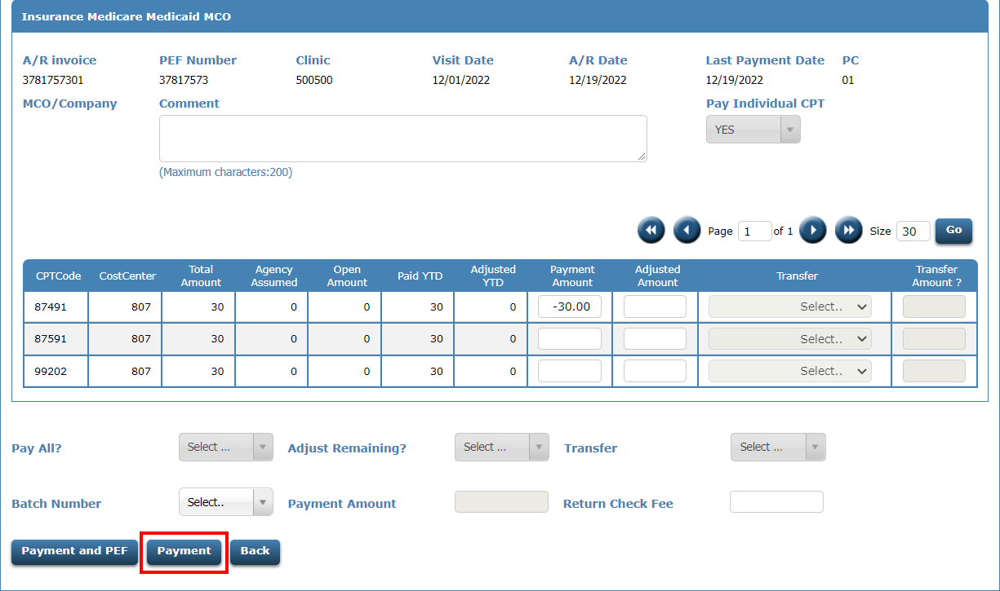 Insurance Medicare Medicaid MCO
A/R invoice PEF Number Clinic Visit Date A/R Date Last Payment Date PC
3781757301 37817573 500500 12/01/2022 12/19/2022 12/19/2022 01
MCO/Company Comment Pay Individual CPT
YES
(Maximum characters:200)
Page 1 of 1 Size 30 Go
CPTCode CostCenter Total Amount Agency Assumed Open Amount Paid YTD Adjusted YTD Payment Amount Adjusted Amount Transfer Transfer Amount ?
87491 807 30 0 0 30 0 -30.00 Select..
87591 807 30 0 0 30 0 Select..
99202 807 30 0 0 30 0 Select..
Pay All? Select ... Adjust Remaining? Select ... Transfer Select ...
Batch Number Select.. Payment Amount Return Check Fee
Payment and PEF Payment Back